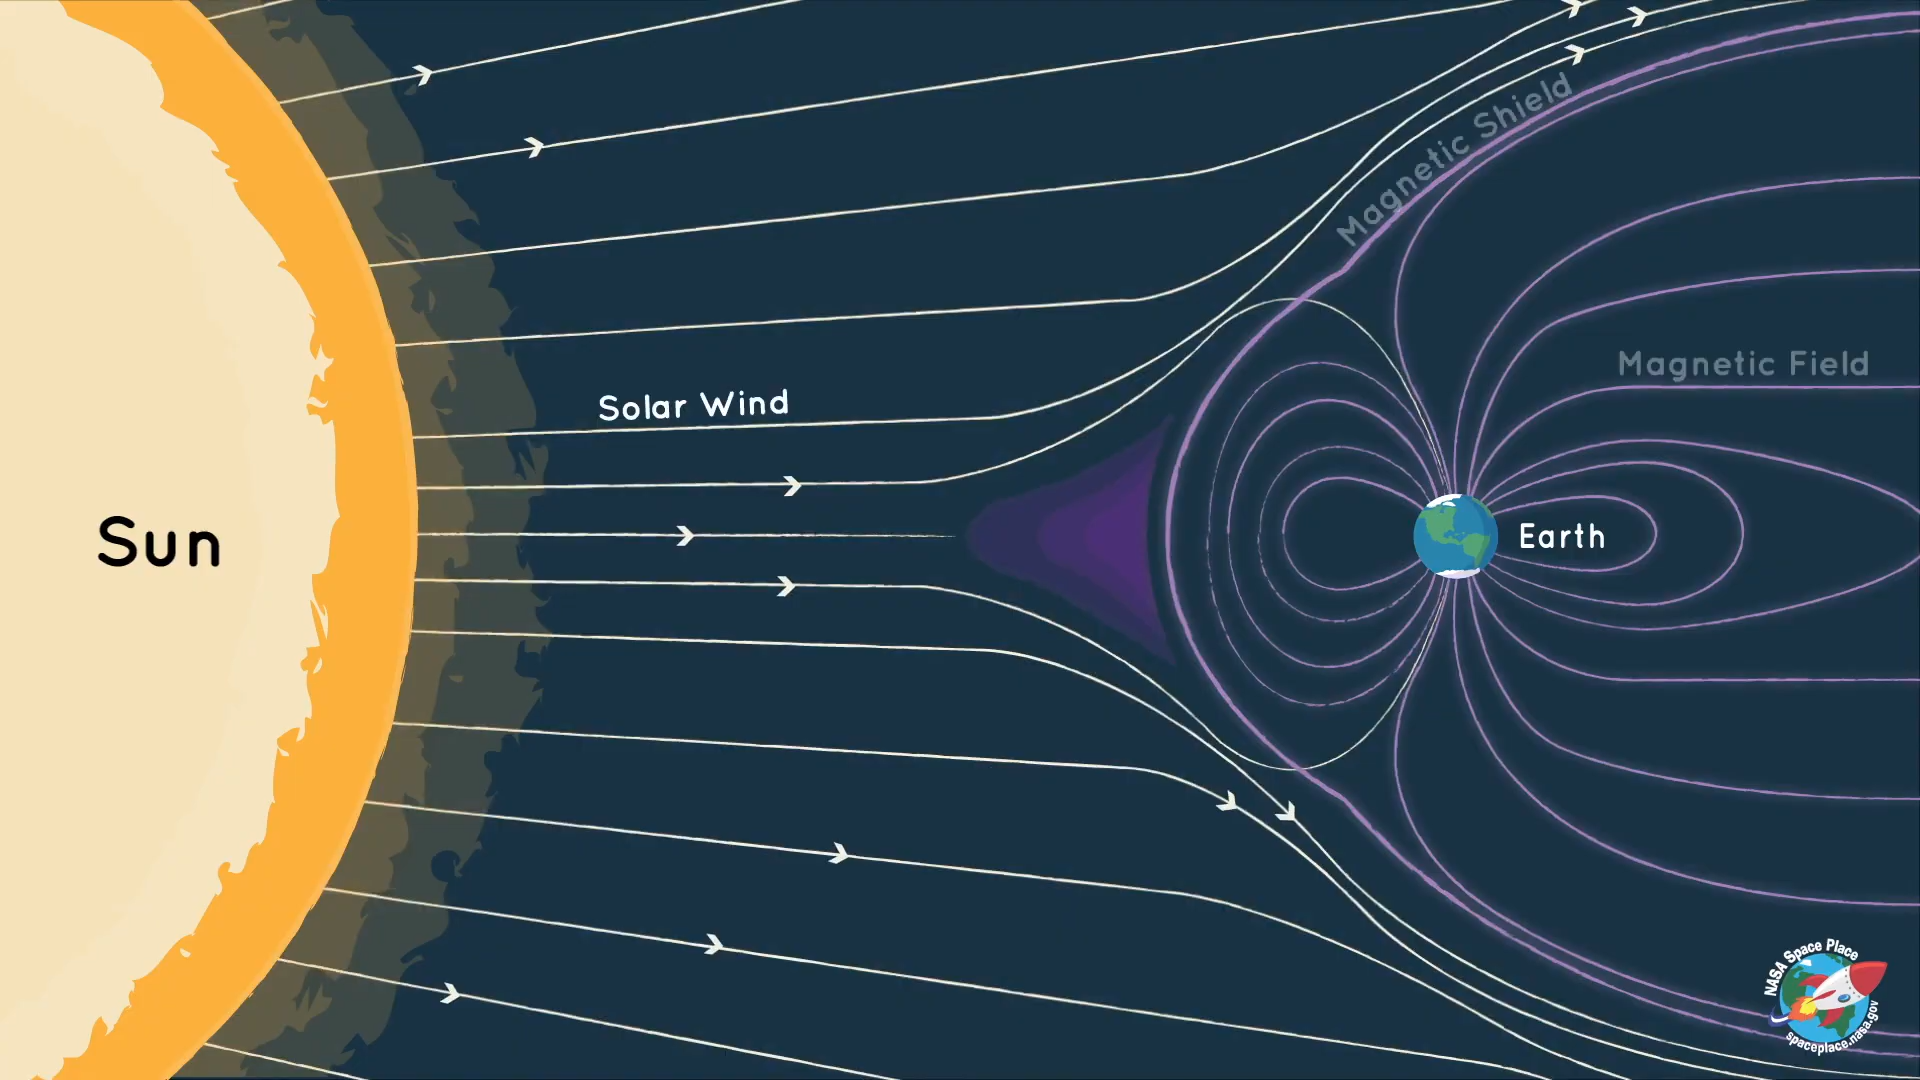 Magnetic Shield
Magnetic Field
Solar Wind
Sun
Earth
NASA Space Place
spaceplace.nasa.gov